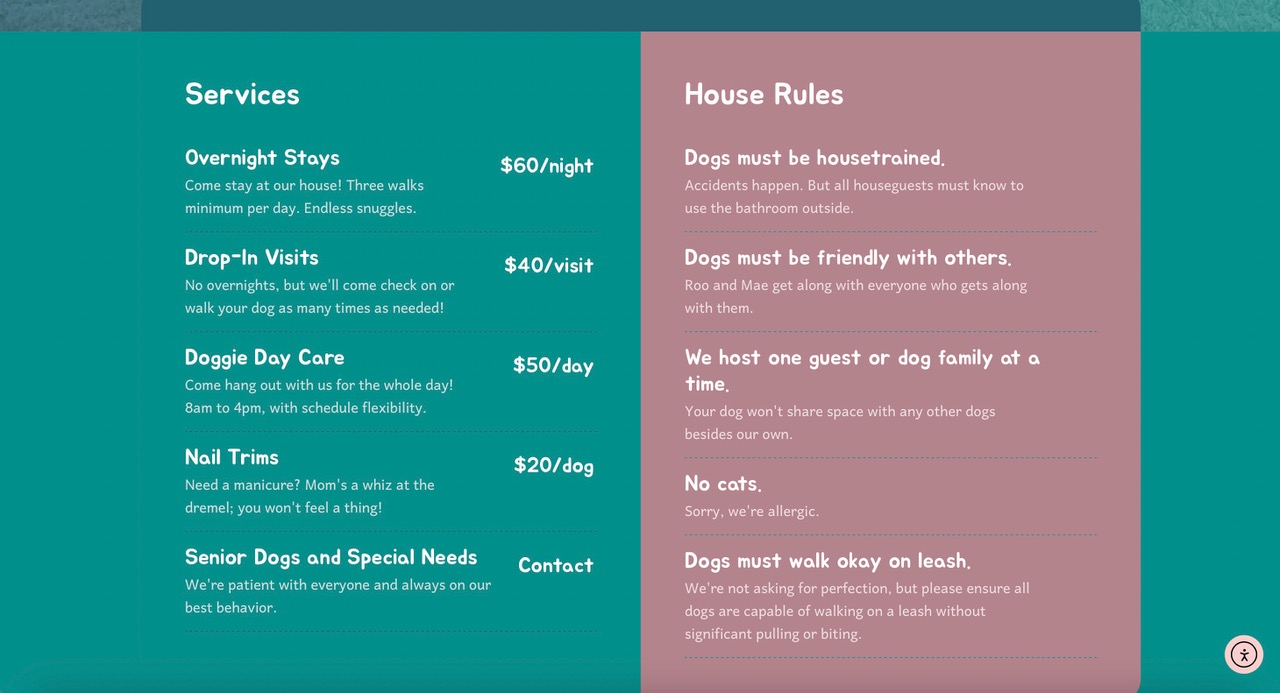 Services
Overnight Stays
$60/night
Come stay at our house! Three walks
minimum per day. Endless snuggles.
Drop-In Visits
$40/visit
No overnights, but we'll come check on or
walk your dog as many times as needed!
Doggie Day Care
$50/day
Come hang out with us for the whole day!
8am to 4pm, with schedule flexibility.
Nail Trims
$20/dog
Need a manicure? Mom's a whiz at the
dremel; you won't feel a thing!
Senior Dogs and Special Needs
Contact
We're patient with everyone and always on our
best behavior.
House Rules
Dogs must be housetrained.
Accidents happen. But all houseguests must know to
use the bathroom outside.
Dogs must be friendly with others.
Roo and Mae get along with everyone who gets along
with them.
We host one guest or dog family at a
time.
Your dog won't share space with any other dogs
besides our own.
No cats.
Sorry, we're allergic.
Dogs must walk okay on leash.
We're not asking for perfection, but please ensure all
dogs are capable of walking on a leash without
significant pulling or biting.